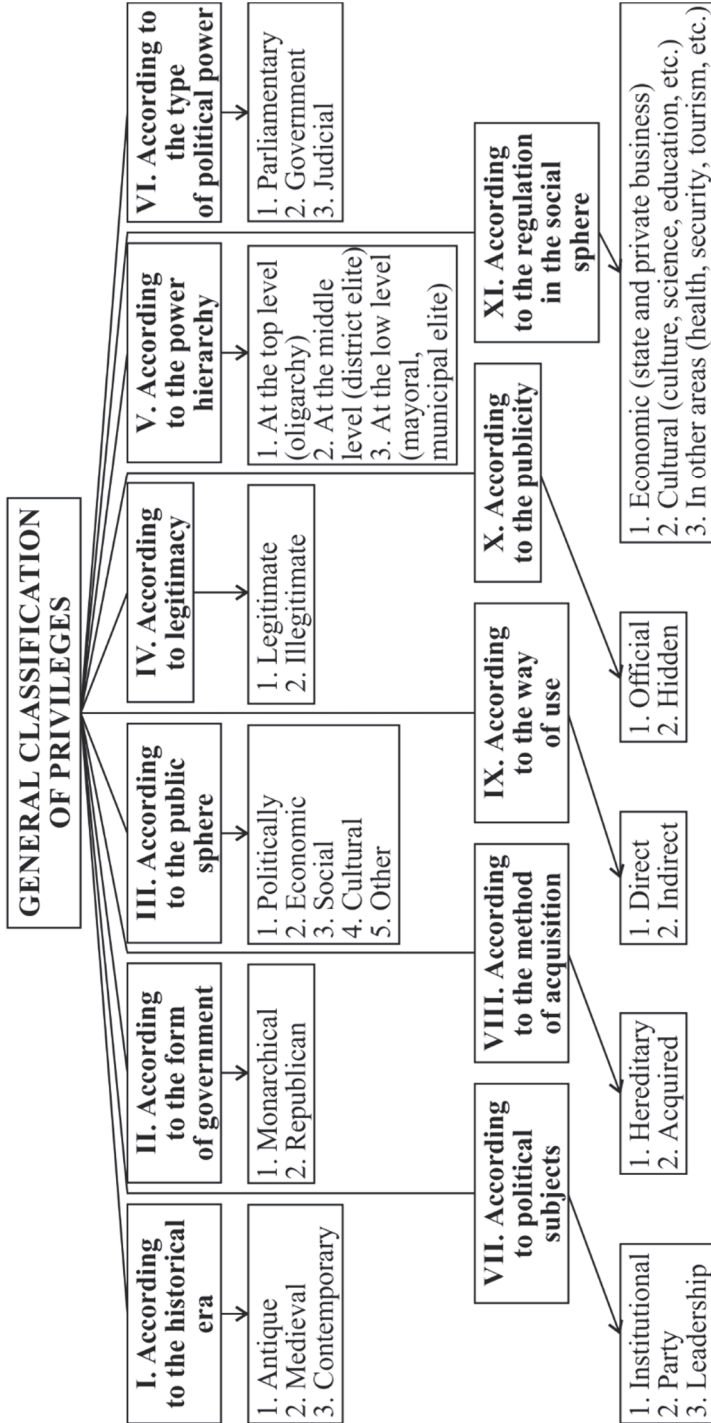 GENERAL CLASSIFICATION
OF PRIVILEGES
I. According
to the historical
era
1. Antique
2. Medieval
3. Contemporary
II. According
to the form
of government
1. Monarchical
2. Republican
III. According
to the public
sphere
1. Politically
2. Economic
3. Social
4. Cultural
5. Other
IV. According
to legitimacy
1. Legitimate
2. Illegitimate
V. According
to the power
hierarchy
1. At the top level
(oligarchy)
2. At the middle
level (district elite)
3. At the low level
(mayoral,
municipal elite)
VI. According to
the type
of political power
1. Parliamentary
2. Government
3. Judicial
VII. According
to political
subjects
1. Institutional
2. Party
3. Leadership
VIII. According
to the method
of acquisition
1. Hereditary
2. Acquired
IX. According
to the way
of use
1. Direct
2. Indirect
X. According
to the publicity
1. Official
2. Hidden
XI. According
to the regulation
in the social
sphere
1. Economic (state and private business)
2. Cultural (culture, science, education, etc.)
3. In other areas (health, security, tourism, etc.)